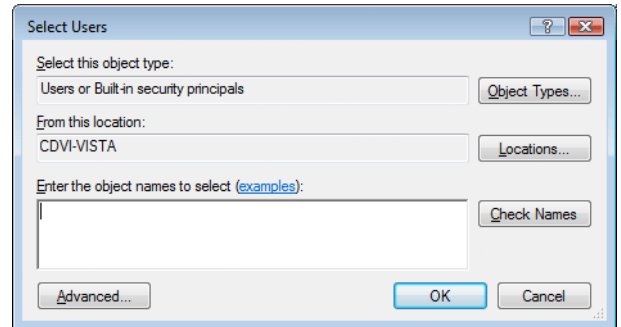 Select Users
Select this object type:
Users or Built-in security principals
Object Types...
From this location:
CDVI-VISTA
Locations...
Enter the object names to select (examples):
Check Names
Advanced...
OK
Cancel